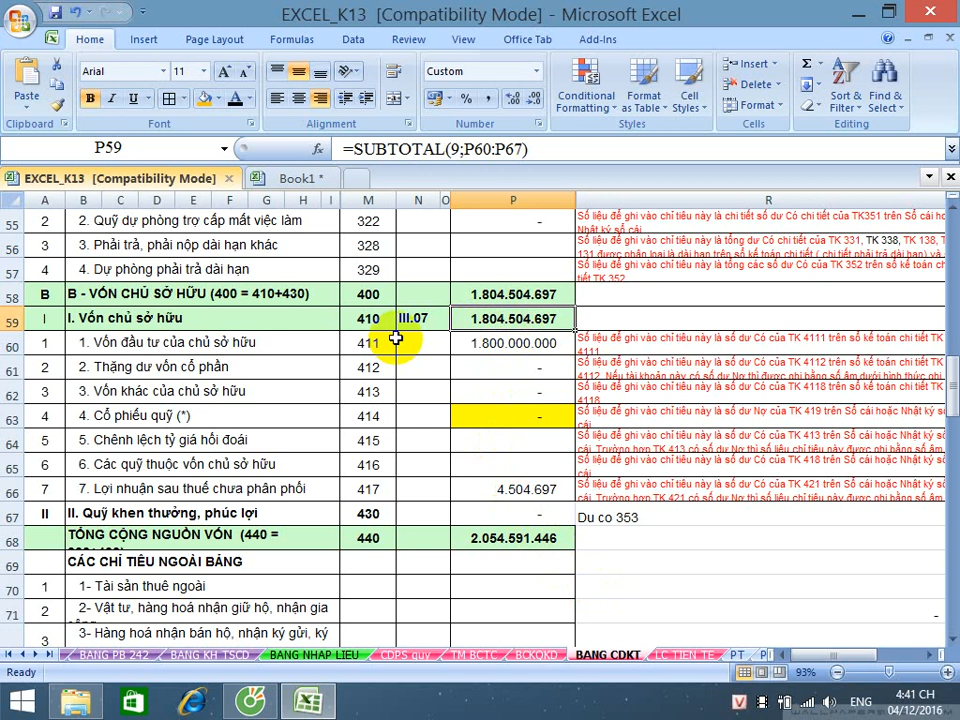 EXCEL_K13 [Compatibility Mode] - Microsoft Excel
Home Insert Page Layout Formulas Data Review View Office Tab Add-Ins
Arial 11 Custom Insert Σ
Paste B I U % , Conditional Formatting Format as Table Cell Styles Delete Format Sort & Filter Find & Select
Clipboard Font Alignment Number Styles Cells Editing
P59 fx =SUBTOTAL(9;P60:P67)
EXCEL_K13 [Compatibility Mode] Book1 *
A B C D E F G H I M N O P R
55 2 2. Quỹ dự phòng trợ cấp mất việc làm 322 - Số liệu để ghi vào chỉ tiêu này là chi tiết số dư Có chi tiết của TK351 trên Sổ cái hoặc
Nhật ký sổ cái
56 3 3. Phải trả, phải nộp dài hạn khác 328 Số liệu để ghi vào chỉ tiêu này là tổng dư Có chi tiết của TK 331, TK 338, TK 138, TK
131 được phân loại là dài hạn trên sổ kế toán chi tiết ( chi tiết phải trả dài hạn) và
57 4 4. Dự phòng phải trả dài hạn 329 Số liệu để ghi vào chỉ tiêu này là tổng các số dư Có TK 352 trên sổ kế toán chi
tiết TK 352
58 B B - VỐN CHỦ SỞ HỮU (400 = 410+430) 400 1.804.504.697
59 I I. Vốn chủ sở hữu 410 III.07 1.804.504.697
60 1 1. Vốn đầu tư của chủ sở hữu 411 1.800.000.000 Số liệu để ghi vào chỉ tiêu này là số dư Có của TK 4111 trên sổ kế toán chi tiết TK
4111
61 2 2. Thặng dư vốn cổ phần 412 - Số liệu để ghi vào chỉ tiêu này là số dư Có của TK 4112 trên sổ kế toán chi tiết TK
4112. Nếu tài khoản này có số dư Nợ thì được ghi bằng số âm dưới hình thức ghi
62 3 3. Vốn khác của chủ sở hữu 413 - Số liệu để ghi vào chỉ tiêu này là số dư Có của TK 4118 trên sổ kế toán chi tiết TK
4118
63 4 4. Cổ phiếu quỹ (*) 414 - Số liệu để ghi vào chỉ tiêu này là số dư Nợ của TK 419 trên Sổ cái hoặc Nhật ký sổ
cái
64 5 5. Chênh lệch tỷ giá hối đoái 415 Số liệu để ghi vào chỉ tiêu này là số dư Có của TK 413 trên Sổ cái hoặc Nhật ký sổ
cái. Trường hợp TK 413 có số dư Nợ thì số liệu chỉ tiêu này được ghi bằng số âm
65 6 6. Các quỹ thuộc vốn chủ sở hữu 416 Số liệu để ghi vào chỉ tiêu này là số dư Có của TK 418 trên Sổ cái hoặc Nhật ký sổ
cái
66 7 7. Lợi nhuận sau thuế chưa phân phối 417 4.504.697 Số liệu để ghi vào chỉ tiêu này là số dư Có của TK 421 trên Sổ cái hoặc Nhật ký sổ
cái. Trường hợp TK 421 có số dư Nợ thì số liệu chỉ tiêu này được ghi bằng số âm
67 II II. Quỹ khen thưởng, phúc lợi 430 - Du co 353
68 TỔNG CỘNG NGUỒN VỐN (440 = 440 2.054.591.446
69 CÁC CHỈ TIÊU NGOÀI BẢNG
70 1 1- Tài sản thuê ngoài
71 2 2- Vật tư, hàng hoá nhận giữ hộ, nhận gia -
3 3- Hàng hoá nhận bán hộ, nhận ký gửi, ký
BANG PB 242 BANG KH TSCD BANG NHAP LIEU CDPS quy TM BCTC BCKQKD BANG CDKT LC TIEN TE PT
Ready 93%
ENG 4:41 CH
04/12/2016